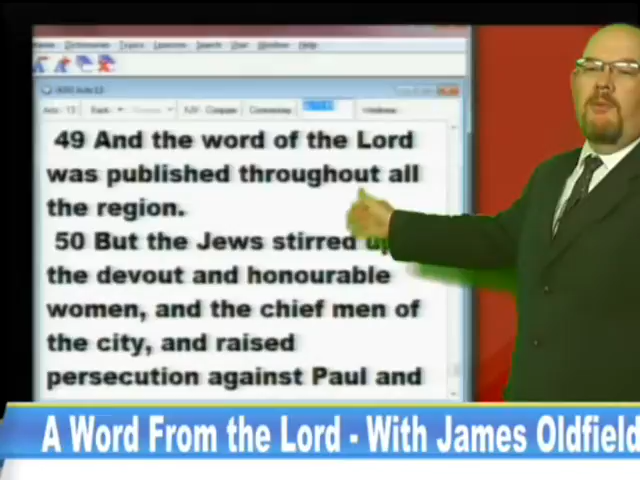 49 And the word of the Lord
was published throughout all
the region.
50 But the Jews stirred up
the devout and honourable
women, and the chief men of
the city, and raised
persecution against Paul and
A Word From the Lord - With James Oldfield